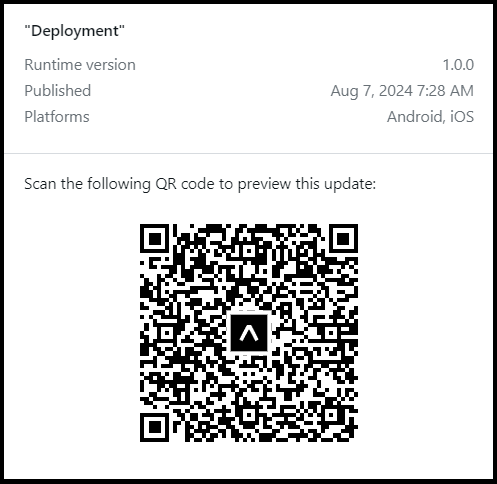 "Deployment"
Runtime version 1.0.0
Published Aug 7, 2024 7:28 AM
Platforms Android, iOS
Scan the following QR code to preview this update: